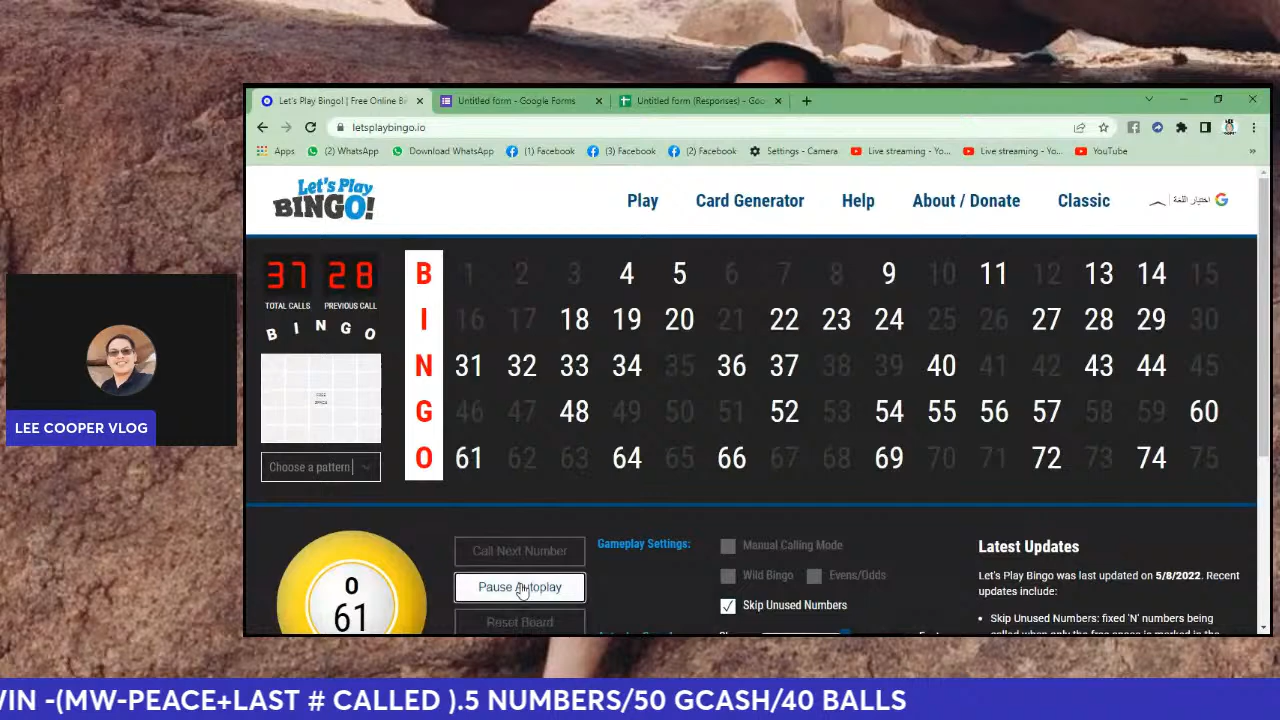 Let's Play Bingo! | Free Online Bi
Untitled form - Google Forms
Untitled form (Responses) - Goo
letsplaybingo.io
Apps (2) WhatsApp Download WhatsApp (1) Facebook (3) Facebook (2) Facebook Settings - Camera Live streaming - Yo... Live streaming - Yo... YouTube »
Let's Play BINGO!
Play Card Generator Help About / Donate Classic اختيار اللغة
37 28
TOTAL CALLS PREVIOUS CALL
B I N G O
FREE SPACE
Choose a pattern
B 1 2 3 4 5 6 7 8 9 10 11 12 13 14 15
I 16 17 18 19 20 21 22 23 24 25 26 27 28 29 30
N 31 32 33 34 35 36 37 38 39 40 41 42 43 44 45
G 46 47 48 49 50 51 52 53 54 55 56 57 58 59 60
O 61 62 63 64 65 66 67 68 69 70 71 72 73 74 75
O
61
Call Next Number
Pause Autoplay
Reset Board
Gameplay Settings:
Manual Calling Mode
Wild Bingo Evens/Odds
Skip Unused Numbers
Latest Updates
Let's Play Bingo was last updated on 5/8/2022. Recent
updates include:
• Skip Unused Numbers: fixed 'N' numbers being
LEE COOPER VLOG
VIN -(MW-PEACE+LAST # CALLED ).5 NUMBERS/50 GCASH/40 BALLS